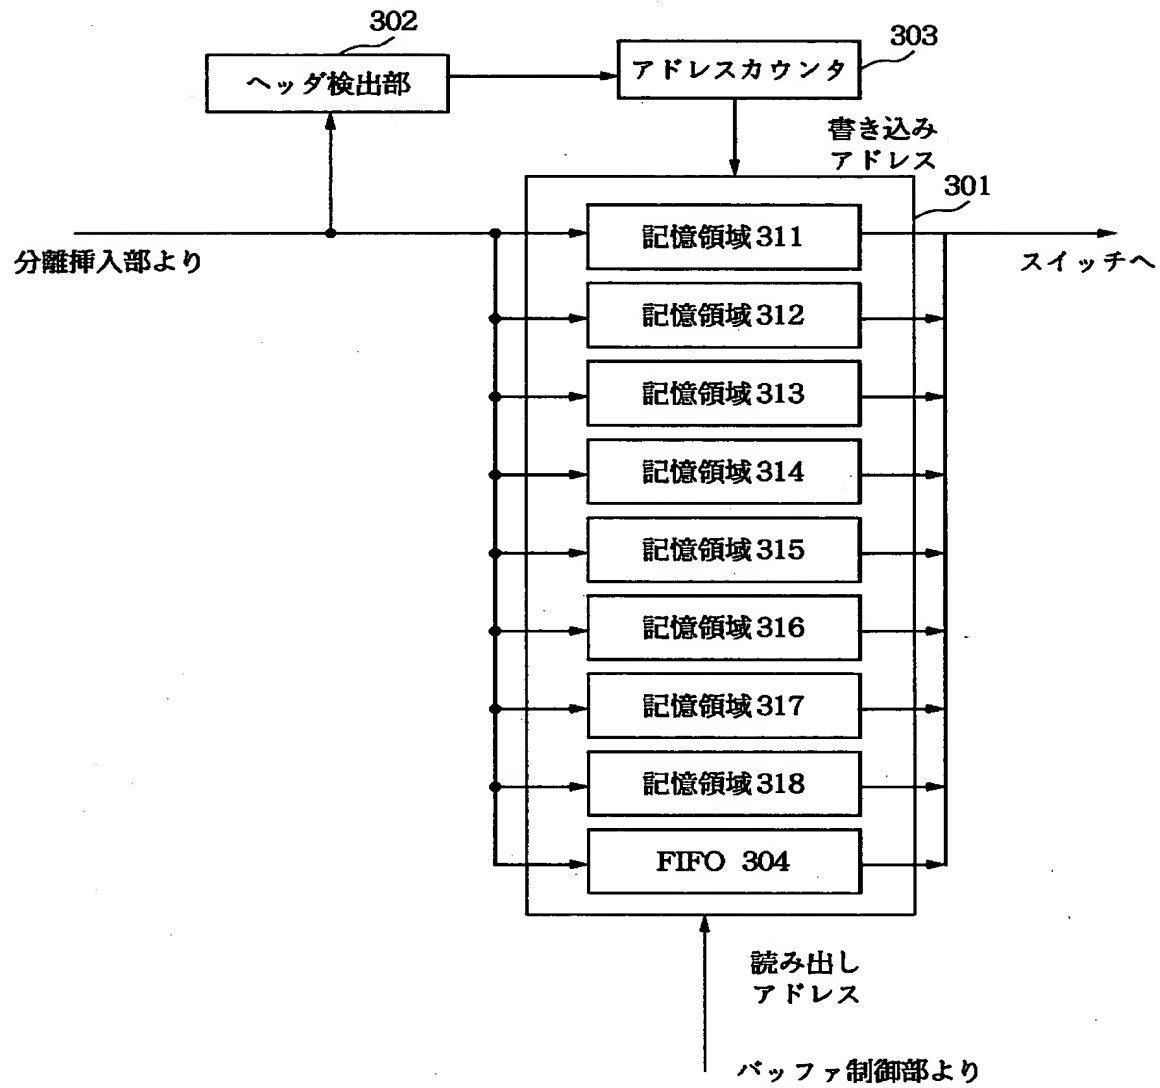 302
ヘッダ検出部
303
アドレスカウンタ
書き込み
アドレス
301
分離挿入部より
記憶領域311
スイッチへ
記憶領域312
記憶領域313
記憶領域314
記憶領域315
記憶領域316
記憶領域317
記憶領域318
FIFO 304
読み出し
アドレス
バッファ制御部より